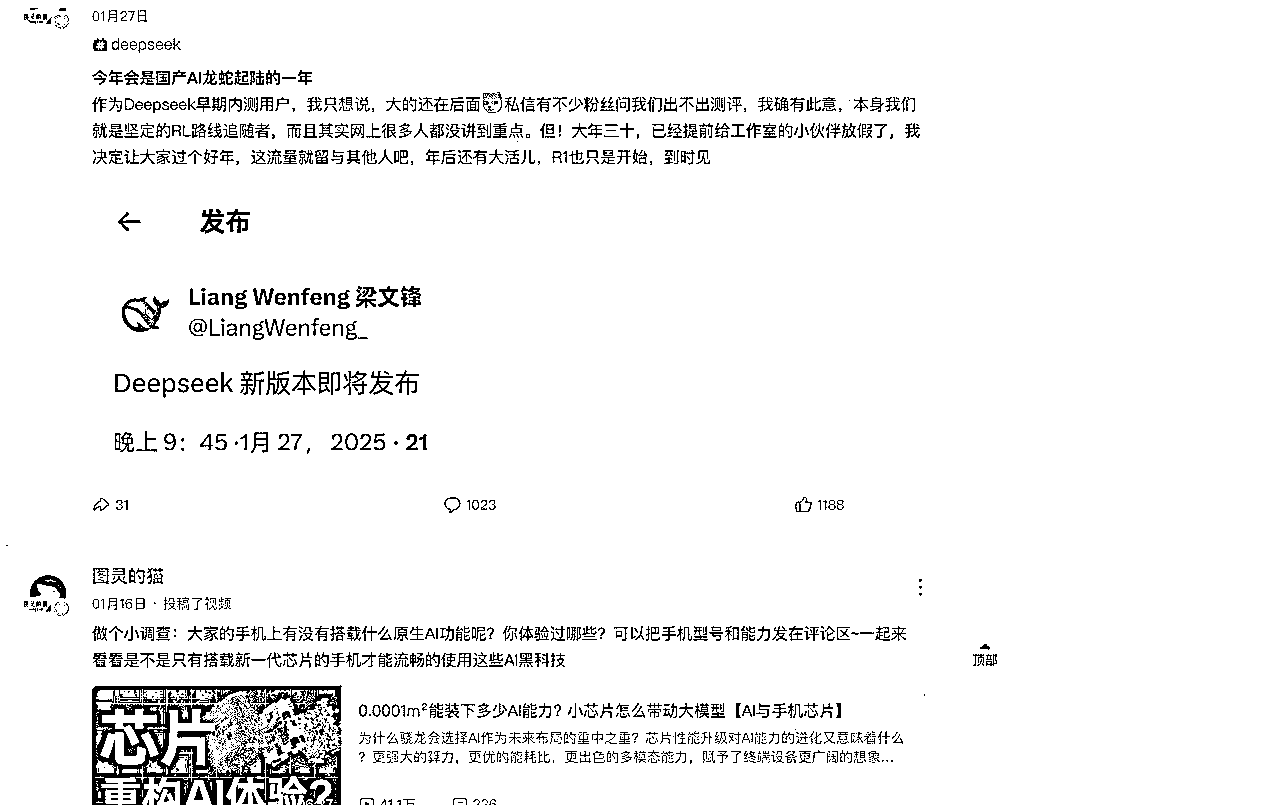 01月27日
deepseek
今年会是国产AI龙蛇起陆的一年
作为Deepseek早期内测用户，我只想说，大的还在后面私信有不少粉丝问我们出不出测评，我确有此意，本身我们
就是坚定的RL路线追随者，而且其实网上很多人都没讲到重点。但！大年三十，已经提前给工作室的小伙伴放假了，我
决定让大家过个好年，这流量就留与其他人吧，年后还有大活儿，R1也只是开始，到时见
← 发布
Liang Wenfeng 梁文锋
@LiangWenfeng_
Deepseek 新版本即将发布
晚上 9：45 ·1月 27， 2025 · 21
31 1023 1188
图灵的猫
01月16日 · 投稿了视频
做个小调查：大家的手机上有没有搭载什么原生AI功能呢？你体验过哪些？可以把手机型号和能力发在评论区~一起来
看看是不是只有搭载新一代芯片的手机才能流畅的使用这些AI黑科技
顶部
芯片
重构AI体验？
0.0001m²能装下多少AI能力？小芯片怎么带动大模型【AI与手机芯片】
为什么骁龙会选择AI作为未来布局的重中之重？芯片性能升级对AI能力的进化又意味着什么
？更强大的算力，更优的能耗比，更出色的多模态能力，赋予了终端设备更广阔的想象...
41.1万 226